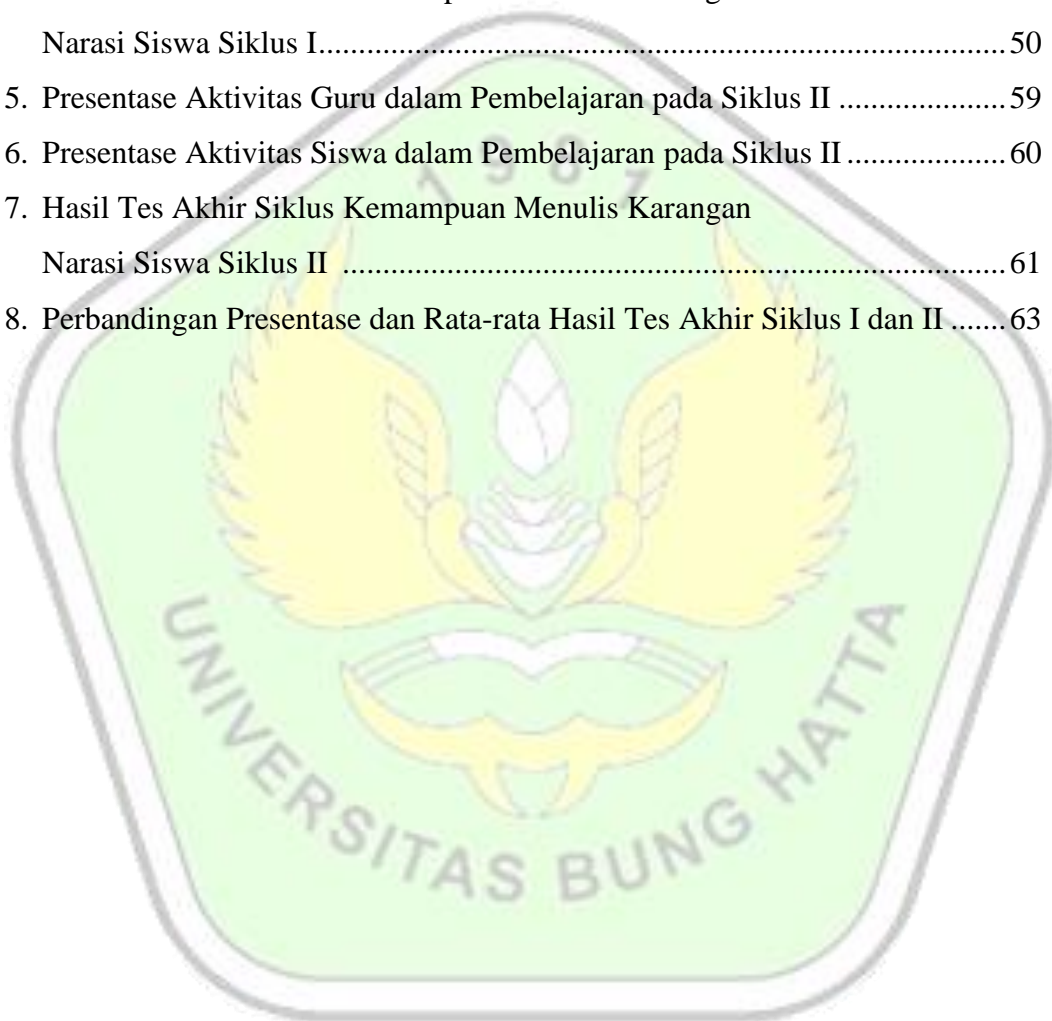 Narasi Siswa Siklus I.......................................................................................50
5. Presentase Aktivitas Guru dalam Pembelajaran pada Siklus II .....................59
6. Presentase Aktivitas Siswa dalam Pembelajaran pada Siklus II ....................60
7. Hasil Tes Akhir Siklus Kemampuan Menulis Karangan
Narasi Siswa Siklus II ....................................................................................61
8. Perbandingan Presentase dan Rata-rata Hasil Tes Akhir Siklus I dan II .......63
1981
UNIVERSITAS BUNG HATTA